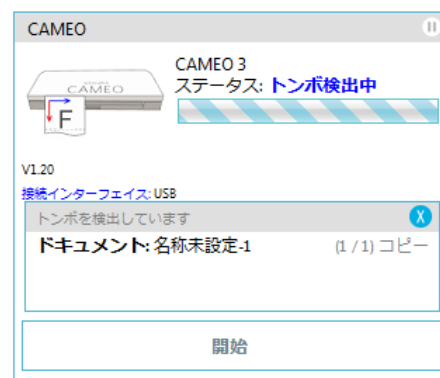 CAMEO
CAMEO 3
CAMEO
ステータス: トンボ検出中
F
V1.20
接続インターフェイス: USB
トンボを検出しています X
ドキュメント: 名称未設定-1 (1 / 1) コピー
開始